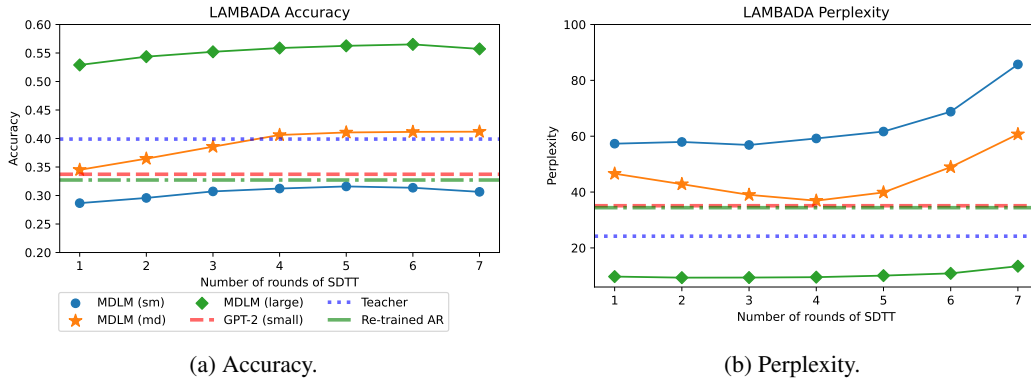 LAMBADA Accuracy
0.60
0.55
0.50
0.45
0.40
0.35
0.30
0.25
0.20
Accuracy
1 2 3 4 5 6 7
Number of rounds of SDTT
MDLM (sm) MDLM (large) Teacher
MDLM (md) GPT-2 (small) Re-trained AR
(a) Accuracy.
LAMBADA Perplexity
100
80
60
40
20
Perplexity
1 2 3 4 5 6 7
Number of rounds of SDTT
(b) Perplexity.